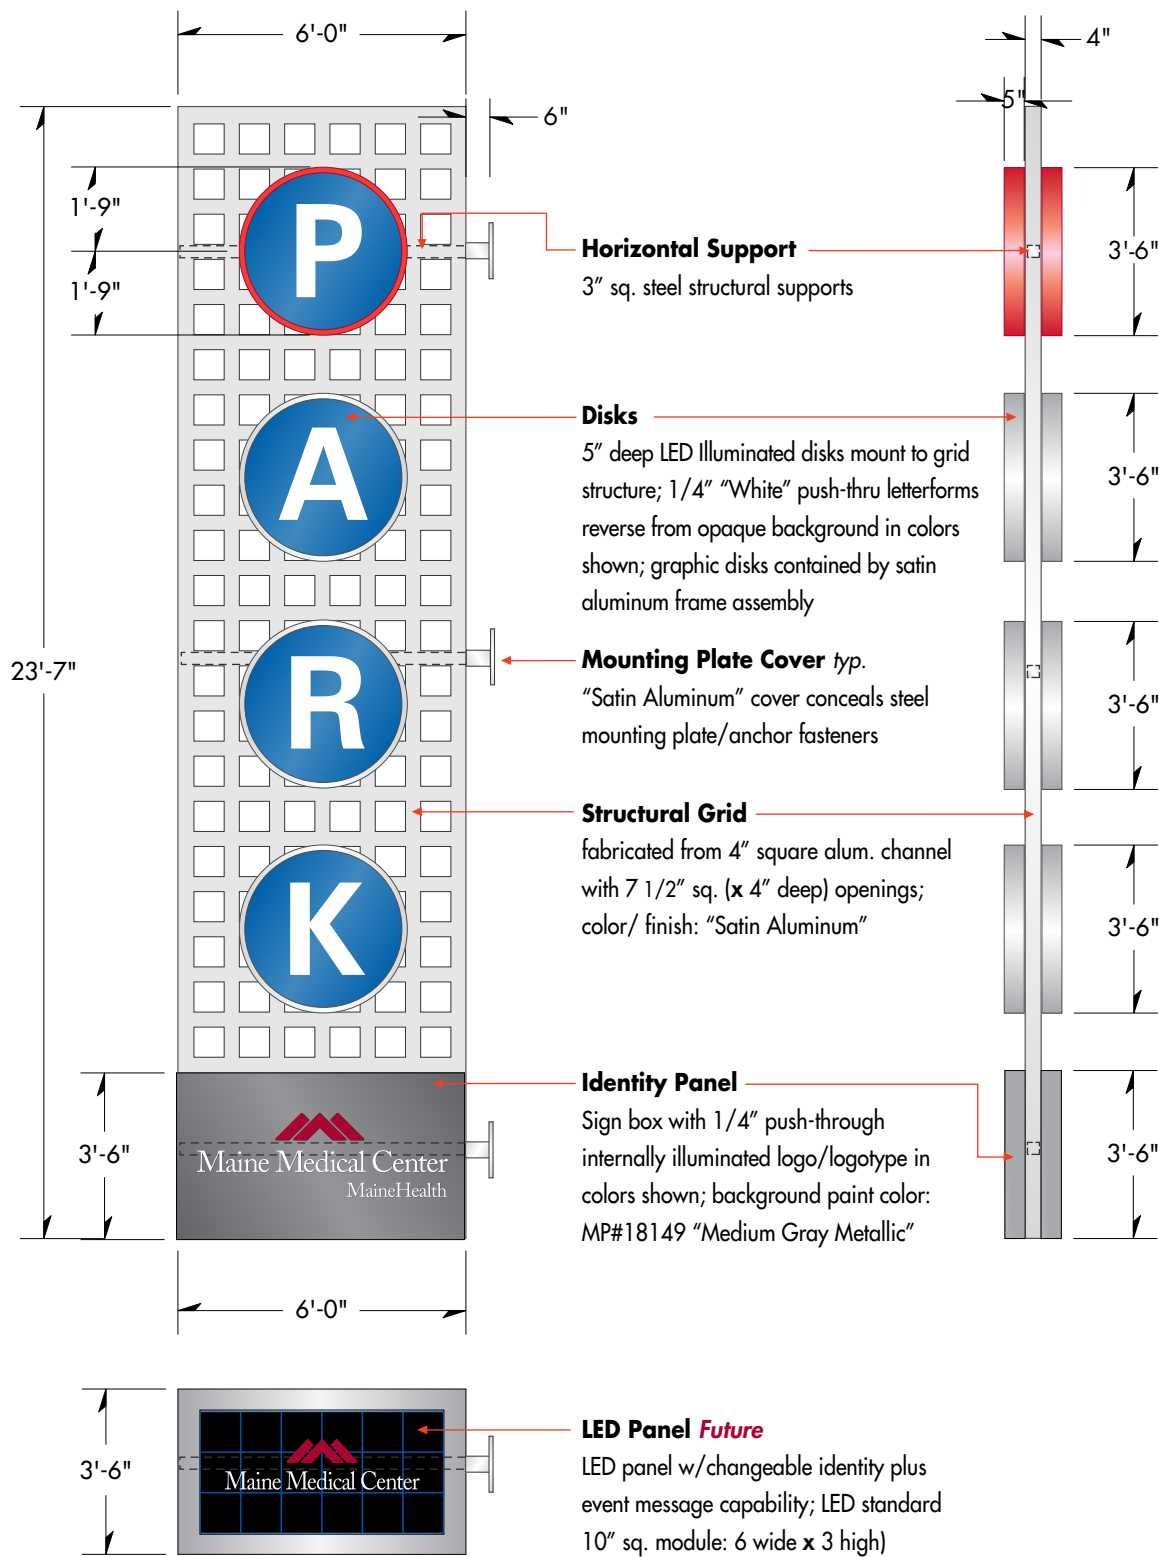 6'-0"
4"
5"
6"
1'-9"
1'-9"
P
Horizontal Support
3” sq. steel structural supports
3'-6"
A
Disks
5” deep LED Illuminated disks mount to grid
structure; 1/4” “White” push-thru letterforms
reverse from opaque background in colors
shown; graphic disks contained by satin
aluminum frame assembly
3'-6"
23'-7"
R
Mounting Plate Cover typ.
“Satin Aluminum” cover conceals steel
mounting plate/anchor fasteners
3'-6"
Structural Grid
fabricated from 4” square alum. channel
with 7 1/2” sq. (x 4” deep) openings;
color/ finish: “Satin Aluminum”
K
3'-6"
Identity Panel
Sign box with 1/4” push-through
internally illuminated logo/logotype in
colors shown; background paint color:
MP#18149 “Medium Gray Metallic”
3'-6"
Maine Medical Center
MaineHealth
3'-6"
6'-0"
3'-6"
Maine Medical Center
LED Panel Future
LED panel w/changeable identity plus
event message capability; LED standard
10” sq. module: 6 wide x 3 high)